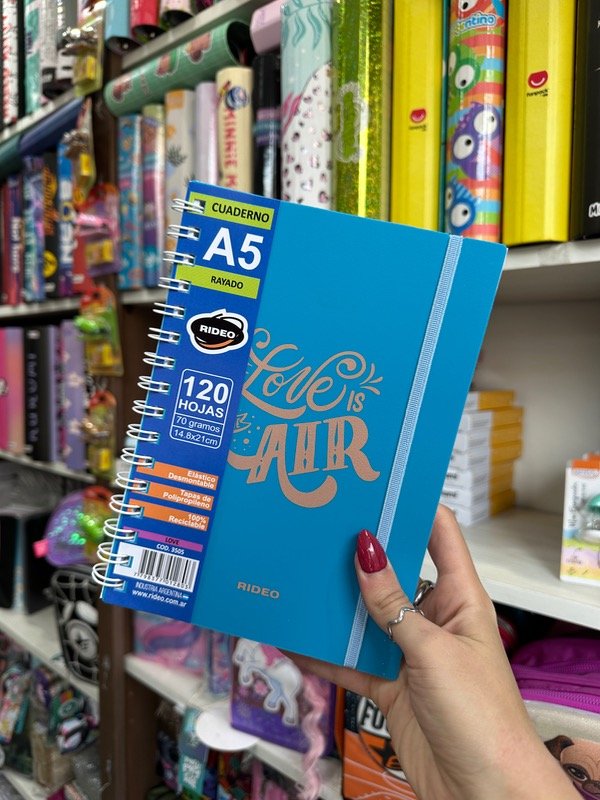 CUADERNO
A5
RAYADO
RIDEO
120
HOJAS
70 gramos
14.8x21cm
Elástico
Desmontable
Tapas de
Polipropileno
100%
Reciclable
LOVE
COD. 3505
INDUSTRIA ARGENTINA
www.rideo.com.ar
Love IS
AIR
RIDEO